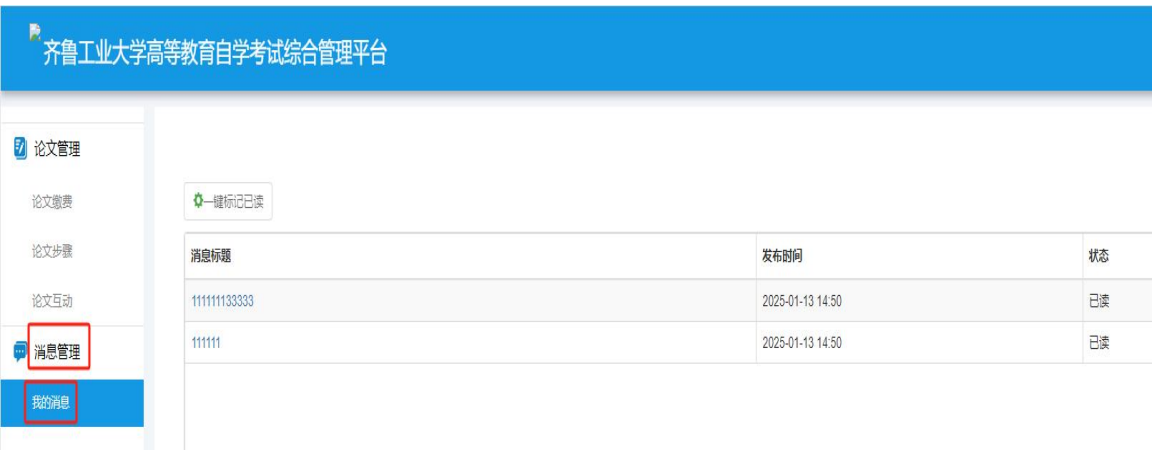 齐鲁工业大学高等教育自学考试综合管理平台
论文管理
论文缴费
论文步骤
论文互动
消息管理
我的消息
一键标记已读
消息标题 发布时间 状态
111111133333 2025-01-13 14:50 已读
111111 2025-01-13 14:50 已读